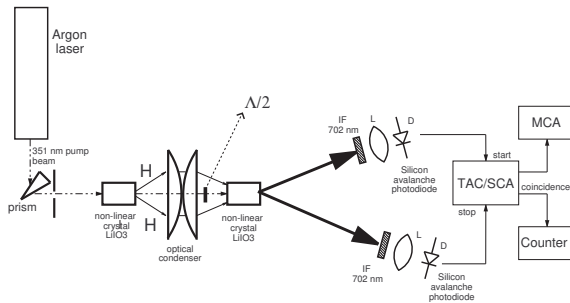 Argon
laser
351 nm pump
beam
prism
H
H
non-linear
crystal
LiIO3
optical
condenser
Λ/2
non-linear
crystal
LiIO3
IF
702 nm
L
D
Silicon
avalanche
photodiode
IF
702 nm
L
D
Silicon
avalanche
photodiode
start
TAC/SCA
stop
MCA
coincidence
Counter